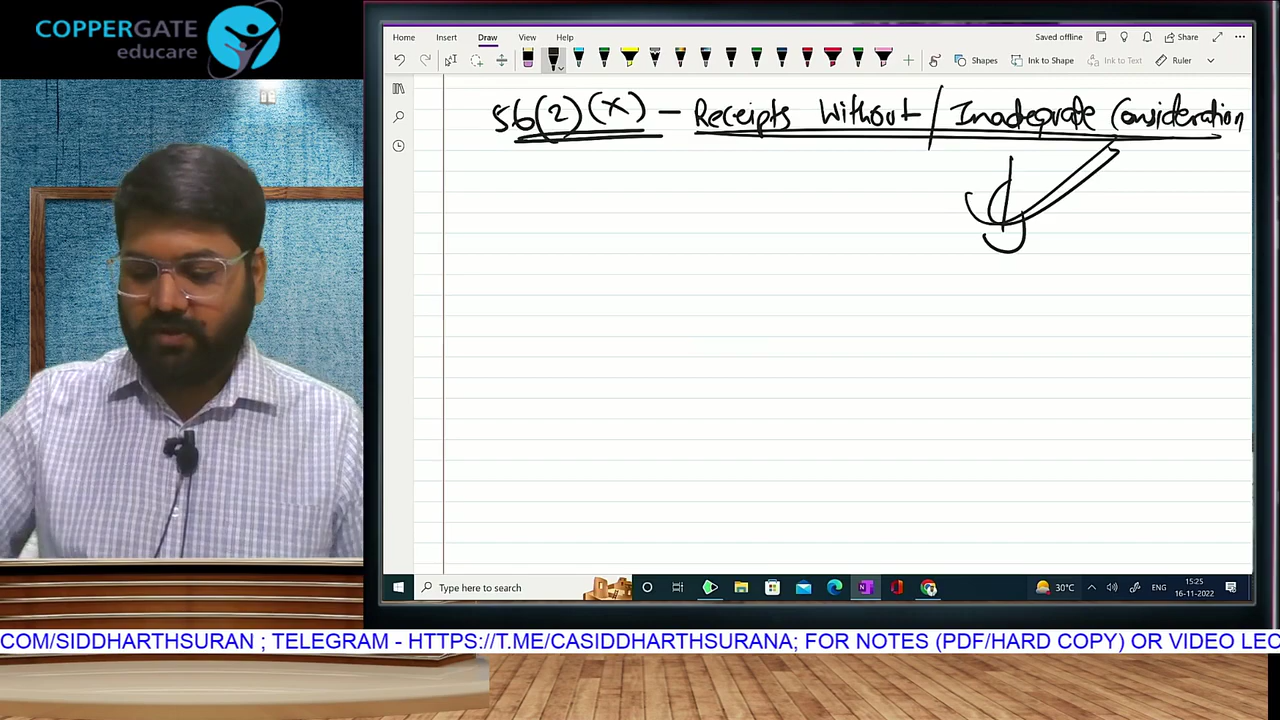 COPPERGATE
educare
Home Insert Draw View Help
Saved offline
Share
Shapes
Ink to Shape
Ink to Text
Ruler
56(2)(x) – Receipts Without / Inadequate Consideration
Type here to search
30°C
ENG
15:25
16-11-2022
COM/SIDDHARTHSURAN ; TELEGRAM - HTTPS://T.ME/CASIDDHARTHSURANA; FOR NOTES (PDF/HARD COPY) OR VIDEO LEC